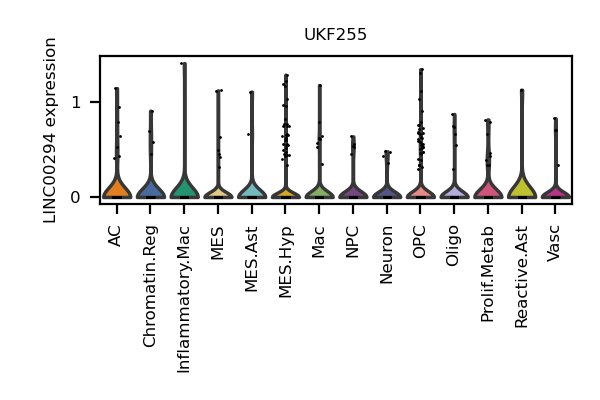 UKF255
LINC00294 expression
1
0
AC
Chromatin.Reg
Inflammatory.Mac
MES
MES.Ast
MES.Hyp
Mac
NPC
Neuron
OPC
Oligo
Prolif.Metab
Reactive.Ast
Vasc